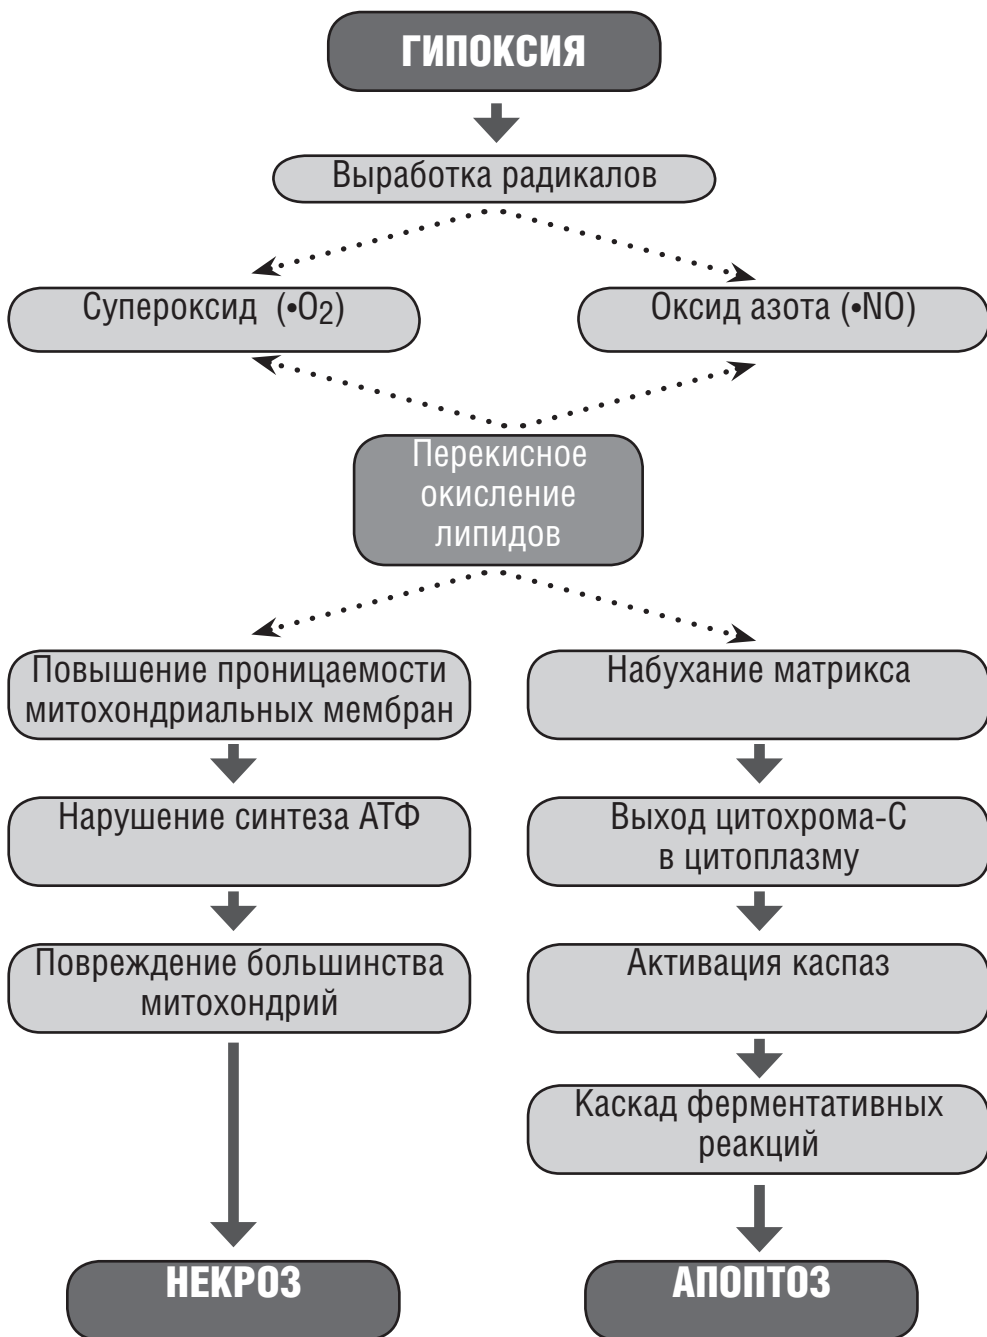 ГИПОКСИЯ
Выработка радикалов
Супероксид (•O2)
Оксид азота (•NO)
Перекисное
окисление
липидов
Повышение проницаемости
митохондриальных мембран
Набухание матрикса
Нарушение синтеза АТФ
Выход цитохрома-С
в цитоплазму
Повреждение большинства
митохондрий
Активация каспаз
Каскад ферментативных
реакций
НЕКРОЗ
АПОПТОЗ